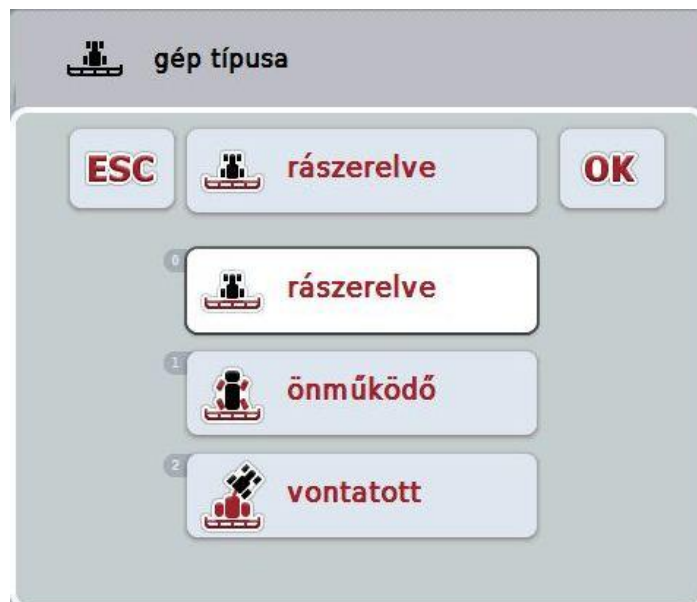 gép típusa
ESC rászerelve OK
0
rászerelve
1
önműködő
2
vontatott